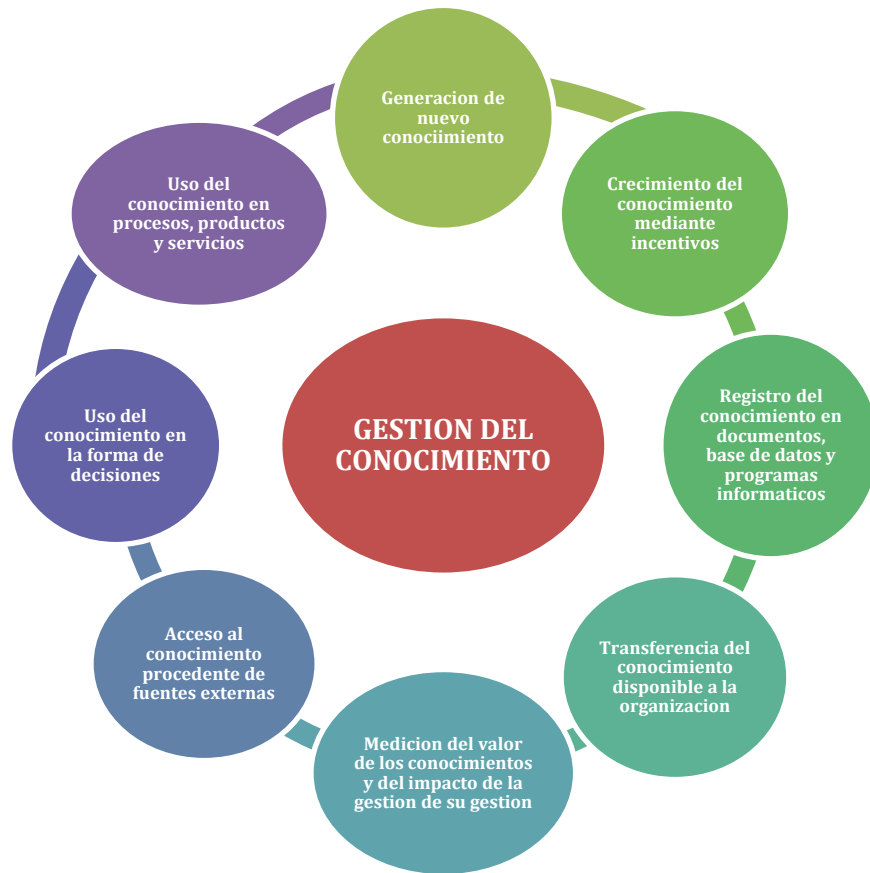 Generacion de
nuevo
conociimiento
Crecimiento del
conocimiento
mediante
incentivos
Registro del
conocimiento en
documentos,
base de datos y
programas
informaticos
Transferencia del
conocimiento
disponible a la
organizacion
Medicion del valor
de los conocimientos
y del impacto de la
gestion de su gestion
Acceso al
conocimiento
procedente de
fuentes externas
Uso del
conocimiento en
la forma de
decisiones
Uso del
conocimiento en
procesos, productos
y servicios
GESTION DEL
CONOCIMIENTO